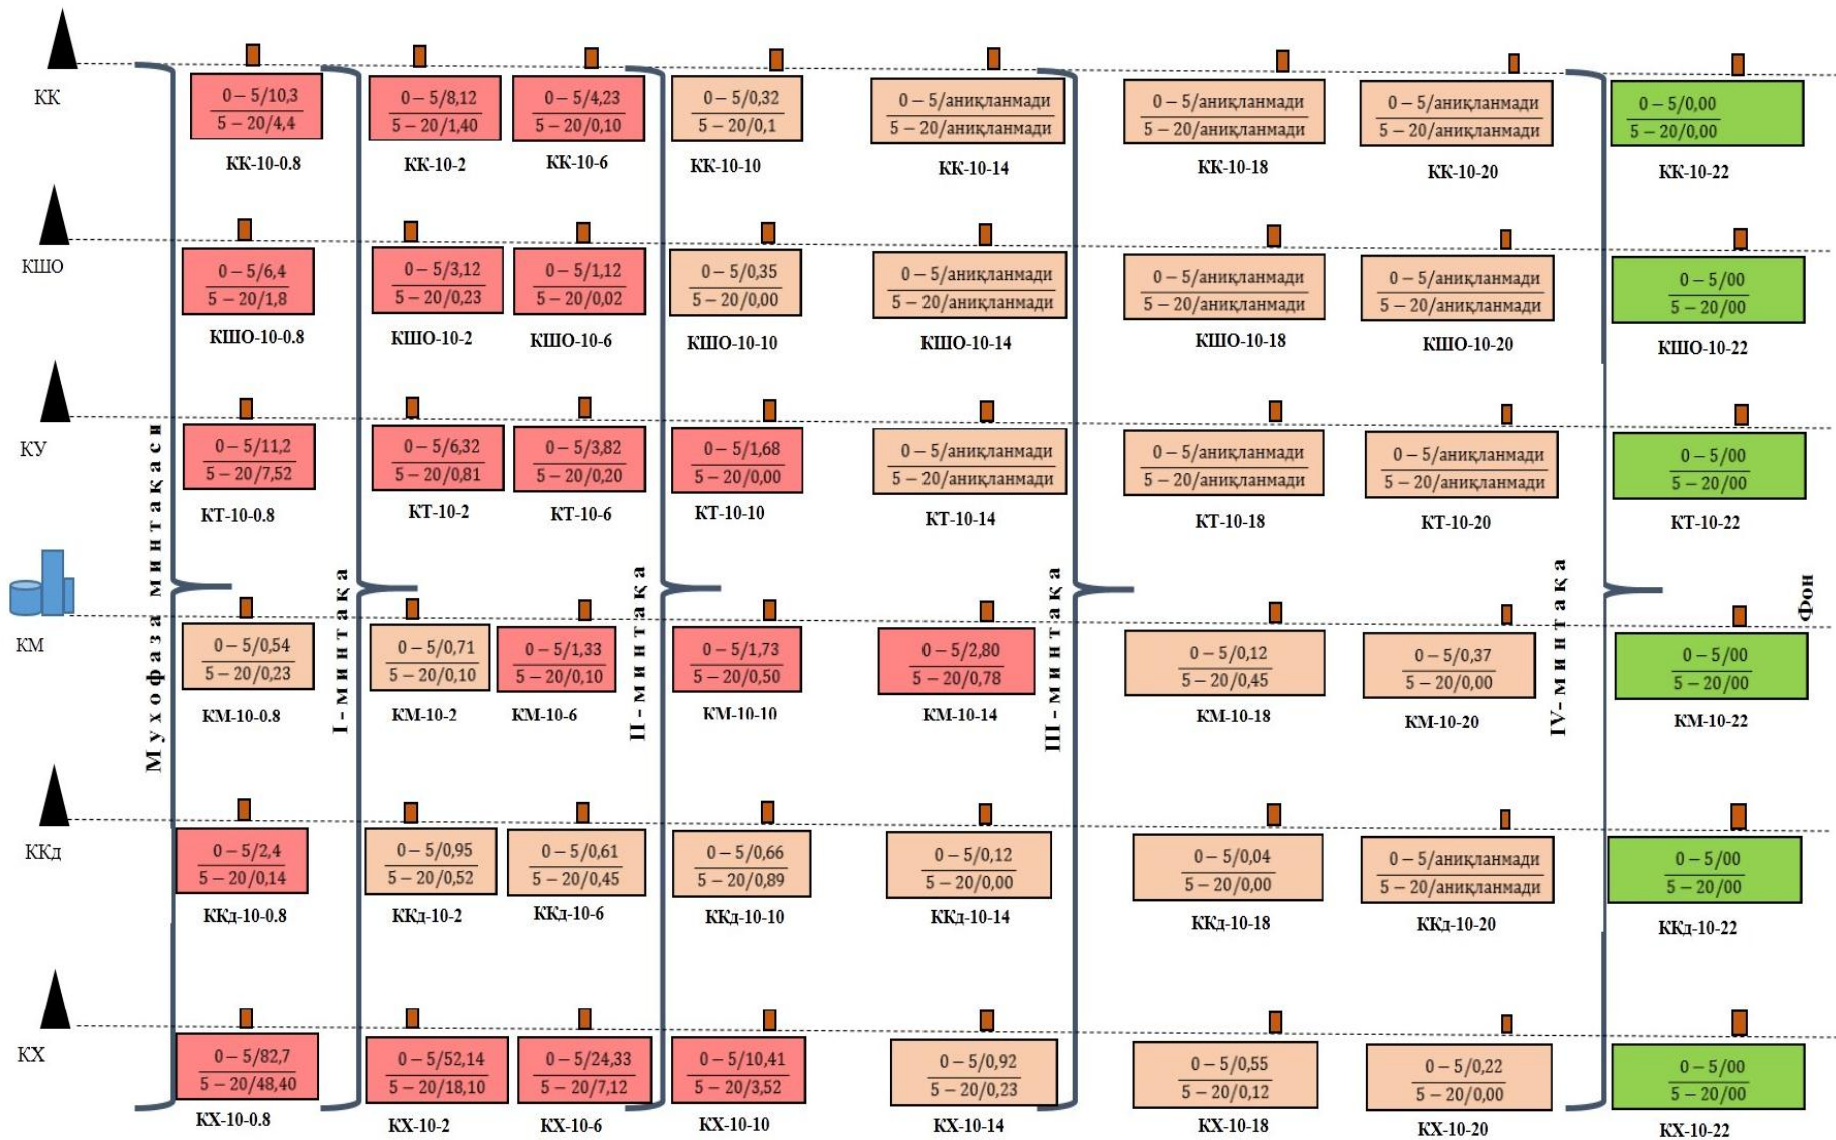 КК
0 – 5/10,3
5 – 20/4,4
КК-10-0.8
0 – 5/8,12
5 – 20/1,40
КК-10-2
0 – 5/4,23
5 – 20/0,10
КК-10-6
0 – 5/0,32
5 – 20/0,1
КК-10-10
0 – 5/аниқланмади
5 – 20/аниқланмади
КК-10-14
0 – 5/аниқланмади
5 – 20/аниқланмади
КК-10-18
0 – 5/аниқланмади
5 – 20/аниқланмади
КК-10-20
0 – 5/0,00
5 – 20/0,00
КК-10-22
КШО
0 – 5/6,4
5 – 20/1,8
КШО-10-0.8
0 – 5/3,12
5 – 20/0,23
КШО-10-2
0 – 5/1,12
5 – 20/0,02
КШО-10-6
0 – 5/0,35
5 – 20/0,00
КШО-10-10
0 – 5/аниқланмади
5 – 20/аниқланмади
КШО-10-14
0 – 5/аниқланмади
5 – 20/аниқланмади
КШО-10-18
0 – 5/аниқланмади
5 – 20/аниқланмади
КШО-10-20
0 – 5/00
5 – 20/00
КШО-10-22
КУ
0 – 5/11,2
5 – 20/7,52
КТ-10-0.8
0 – 5/6,32
5 – 20/0,81
КТ-10-2
0 – 5/3,82
5 – 20/0,20
КТ-10-6
0 – 5/1,68
5 – 20/0,00
КТ-10-10
0 – 5/аниқланмади
5 – 20/аниқланмади
КТ-10-14
0 – 5/аниқланмади
5 – 20/аниқланмади
КТ-10-18
0 – 5/аниқланмади
5 – 20/аниқланмади
КТ-10-20
0 – 5/00
5 – 20/00
КТ-10-22
Мухофаза минтақаси
I-минтақа
II-минтақа
III-минтақа
IV-минтақа
Фон
КМ
0 – 5/0,54
5 – 20/0,23
КМ-10-0.8
0 – 5/0,71
5 – 20/0,10
КМ-10-2
0 – 5/1,33
5 – 20/0,10
КМ-10-6
0 – 5/1,73
5 – 20/0,50
КМ-10-10
0 – 5/2,80
5 – 20/0,78
КМ-10-14
0 – 5/0,12
5 – 20/0,45
КМ-10-18
0 – 5/0,37
5 – 20/0,00
КМ-10-20
0 – 5/00
5 – 20/00
КМ-10-22
ККд
0 – 5/2,4
5 – 20/0,14
ККд-10-0.8
0 – 5/0,95
5 – 20/0,52
ККд-10-2
0 – 5/0,61
5 – 20/0,45
ККд-10-6
0 – 5/0,66
5 – 20/0,89
ККд-10-10
0 – 5/0,12
5 – 20/0,00
ККд-10-14
0 – 5/0,04
5 – 20/0,00
ККд-10-18
0 – 5/аниқланмади
5 – 20/аниқланмади
ККд-10-20
0 – 5/00
5 – 20/00
ККд-10-22
КХ
0 – 5/82,7
5 – 20/48,40
КХ-10-0.8
0 – 5/52,14
5 – 20/18,10
КХ-10-2
0 – 5/24,33
5 – 20/7,12
КХ-10-6
0 – 5/10,41
5 – 20/3,52
КХ-10-10
0 – 5/0,92
5 – 20/0,23
КХ-10-14
0 – 5/0,55
5 – 20/0,12
КХ-10-18
0 – 5/0,22
5 – 20/0,00
КХ-10-20
0 – 5/00
5 – 20/00
КХ-10-22